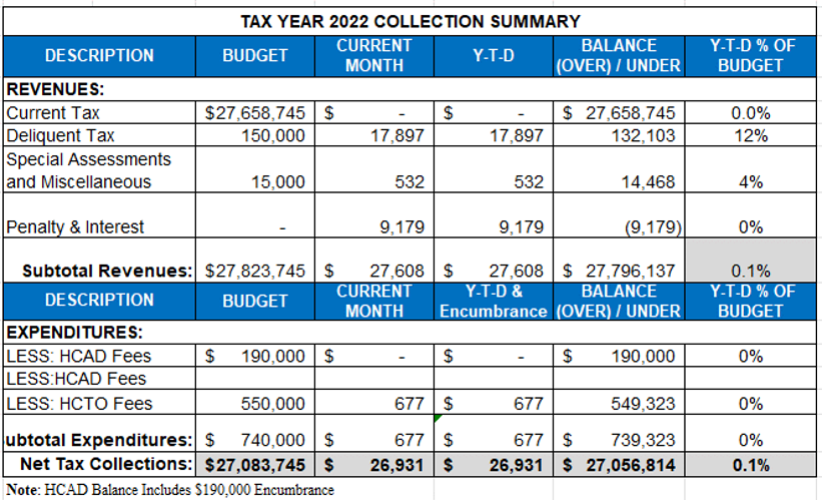 TAX YEAR 2022 COLLECTION SUMMARY
DESCRIPTION BUDGET CURRENT MONTH Y-T-D BALANCE (OVER) / UNDER Y-T-D % OF BUDGET
REVENUES:
Current Tax $27,658,745 $ - $ - $ 27,658,745 0.0%
Deliquent Tax 150,000 17,897 17,897 132,103 12%
Special Assessments
and Miscellaneous 15,000 532 532 14,468 4%
Penalty & Interest - 9,179 9,179 (9,179) 0%
Subtotal Revenues: $27,823,745 $ 27,608 $ 27,608 $ 27,796,137 0.1%
DESCRIPTION BUDGET CURRENT MONTH Y-T-D & Encumbrance BALANCE (OVER) / UNDER Y-T-D % OF BUDGET
EXPENDITURES:
LESS: HCAD Fees $ 190,000 $ - $ - $ 190,000 0%
LESS:HCAD Fees
LESS: HCTO Fees 550,000 677 $ 677 549,323 0%
ubtotal Expenditures: $ 740,000 $ 677 $ 677 $ 739,323 0%
Net Tax Collections: $27,083,745 $ 26,931 $ 26,931 $ 27,056,814 0.1%
Note: HCAD Balance Includes $190,000 Encumbrance